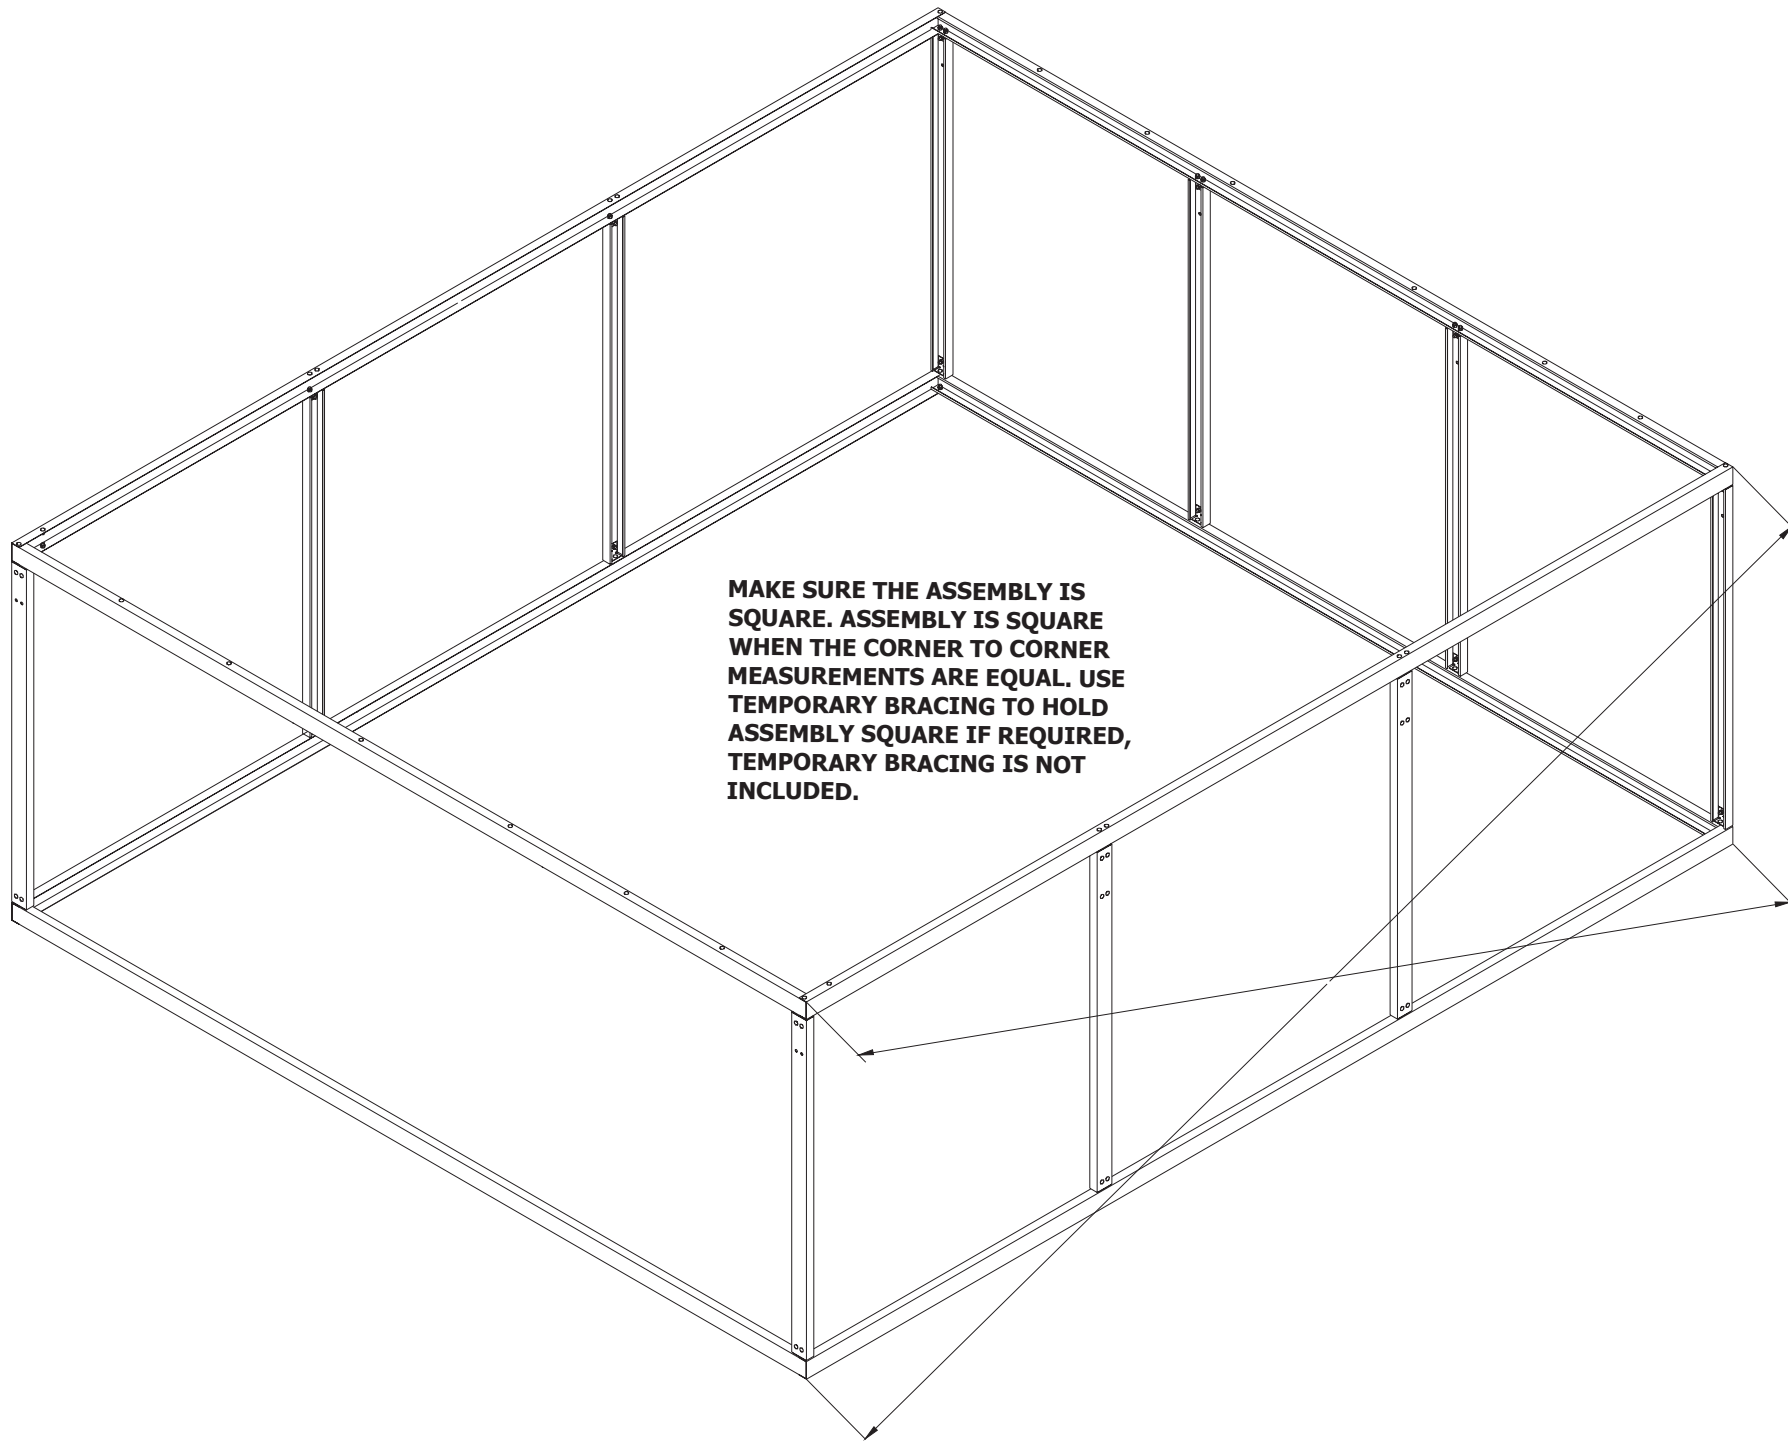 MAKE SURE THE ASSEMBLY IS
SQUARE. ASSEMBLY IS SQUARE
WHEN THE CORNER TO CORNER
MEASUREMENTS ARE EQUAL. USE
TEMPORARY BRACING TO HOLD
ASSEMBLY SQUARE IF REQUIRED,
TEMPORARY BRACING IS NOT
INCLUDED.